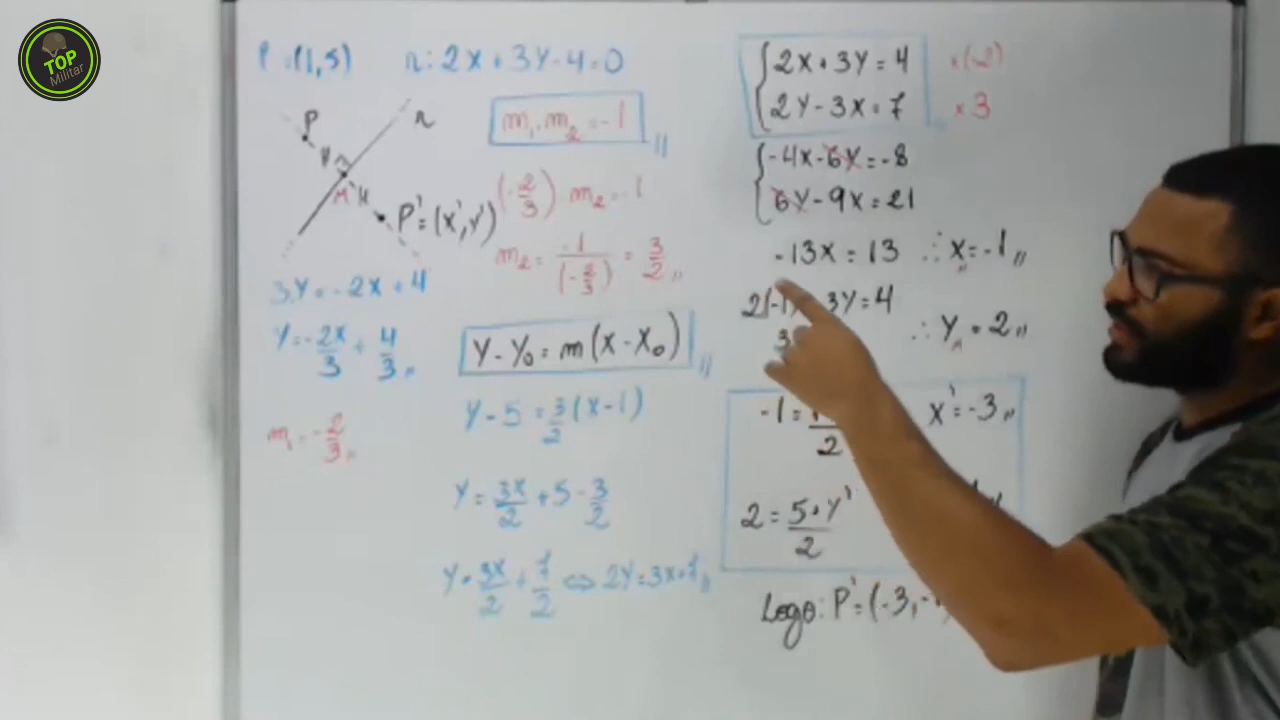 TOP
Militar
P = (1,5) r: 2X + 3Y - 4 = 0
P
r
M
P' = (X', Y')
3Y = -2X + 4
Y = -2X/3 + 4/3
m₁ = -2/3
m₁ . m₂ = -1
(-2/3) m₂ = -1
m₂ = -1/(-2/3) = 3/2
Y - Y₀ = m(X - X₀)
Y - 5 = 3/2 (X - 1)
Y = 3X/2 + 5 - 3/2
Y = 3X/2 + 7/2 ⇔ 2Y = 3X + 7
2X + 3Y = 4 x(-2)
2Y - 3X = 7 x 3
-4X - 6Y = -8
6Y - 9X = 21
-13X = 13 ∴ X = -1
2(-1) 3Y = 4
3
∴ Y = 2
-1 = 2
X' = -3
2 = 5 + Y'/2
Logo: P' = (-3, -